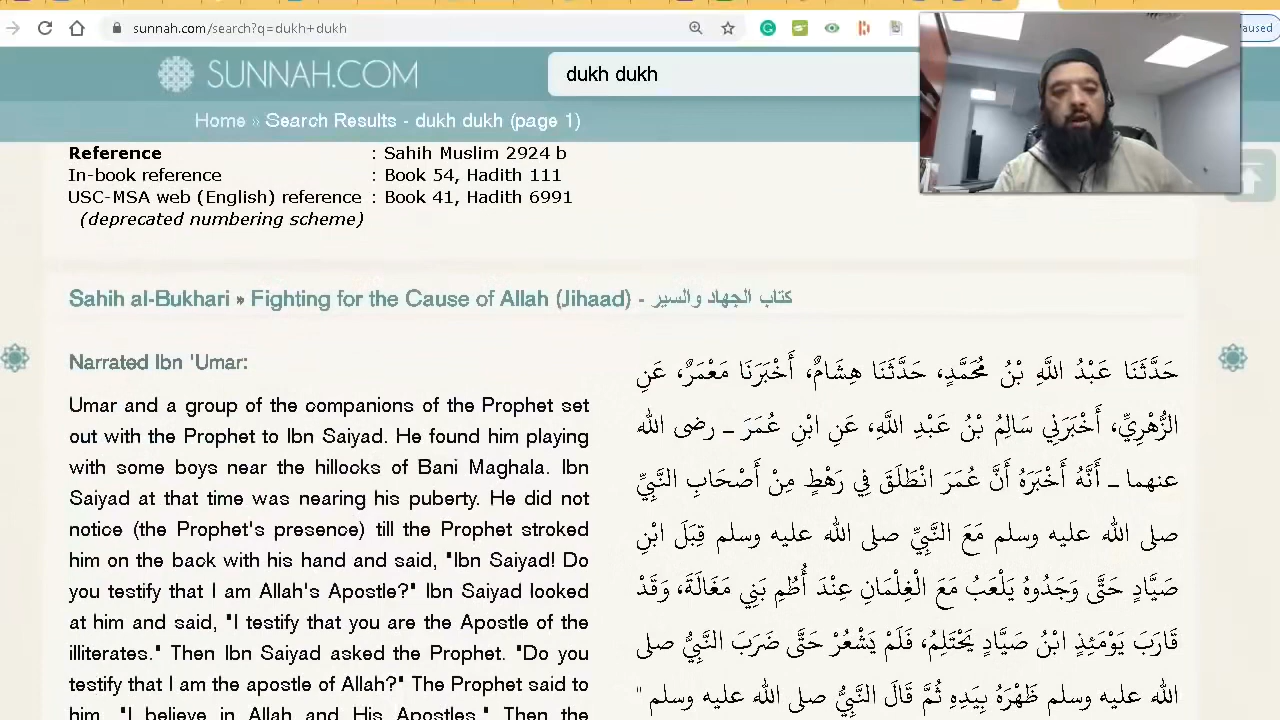 sunnah.com/search?q=dukh+dukh
Paused
SUNNAH.COM
dukh dukh
Home » Search Results - dukh dukh (page 1)
Reference : Sahih Muslim 2924 b
In-book reference : Book 54, Hadith 111
USC-MSA web (English) reference : Book 41, Hadith 6991
(deprecated numbering scheme)
Sahih al-Bukhari » Fighting for the Cause of Allah (Jihaad) - كتاب الجهاد والسير
Narrated Ibn 'Umar:
Umar and a group of the companions of the Prophet set
out with the Prophet to Ibn Saiyad. He found him playing
with some boys near the hillocks of Bani Maghala. Ibn
Saiyad at that time was nearing his puberty. He did not
notice (the Prophet's presence) till the Prophet stroked
him on the back with his hand and said, "Ibn Saiyad! Do
you testify that I am Allah's Apostle?" Ibn Saiyad looked
at him and said, "I testify that you are the Apostle of the
illiterates." Then Ibn Saiyad asked the Prophet. "Do you
testify that I am the apostle of Allah?" The Prophet said to
him, "I believe in Allah and His Apostles." Then the
حَدَّثَنَا عَبْدُ اللَّهِ بْنُ مُحَمَّدٍ، حَدَّثَنَا هِشَامٌ، أَخْبَرَنَا مَعْمَرٌ، عَنِ
الزُّهْرِيِّ، أَخْبَرَنِي سَالِمُ بْنُ عَبْدِ اللَّهِ، عَنِ ابْنِ عُمَرَ ـ رضى الله
عنهما ـ أَنَّهُ أَخْبَرَهُ أَنَّ عُمَرَ انْطَلَقَ فِي رَهْطٍ مِنْ أَصْحَابِ النَّبِيِّ
صلى الله عليه وسلم مَعَ النَّبِيِّ صلى الله عليه وسلم قِبَلَ ابْنِ
صَيَّادٍ حَتَّى وَجَدُوهُ يَلْعَبُ مَعَ الْغِلْمَانِ عِنْدَ أُطُمِ بَنِي مَغَالَةَ، وَقَدْ
قَارَبَ يَوْمَئِذٍ ابْنُ صَيَّادٍ يَحْتَلِمُ، فَلَمْ يَشْعُرْ حَتَّى ضَرَبَ النَّبِيُّ صلى
الله عليه وسلم ظَهْرَهُ بِيَدِهِ ثُمَّ قَالَ النَّبِيُّ صلى الله عليه وسلم ‏"